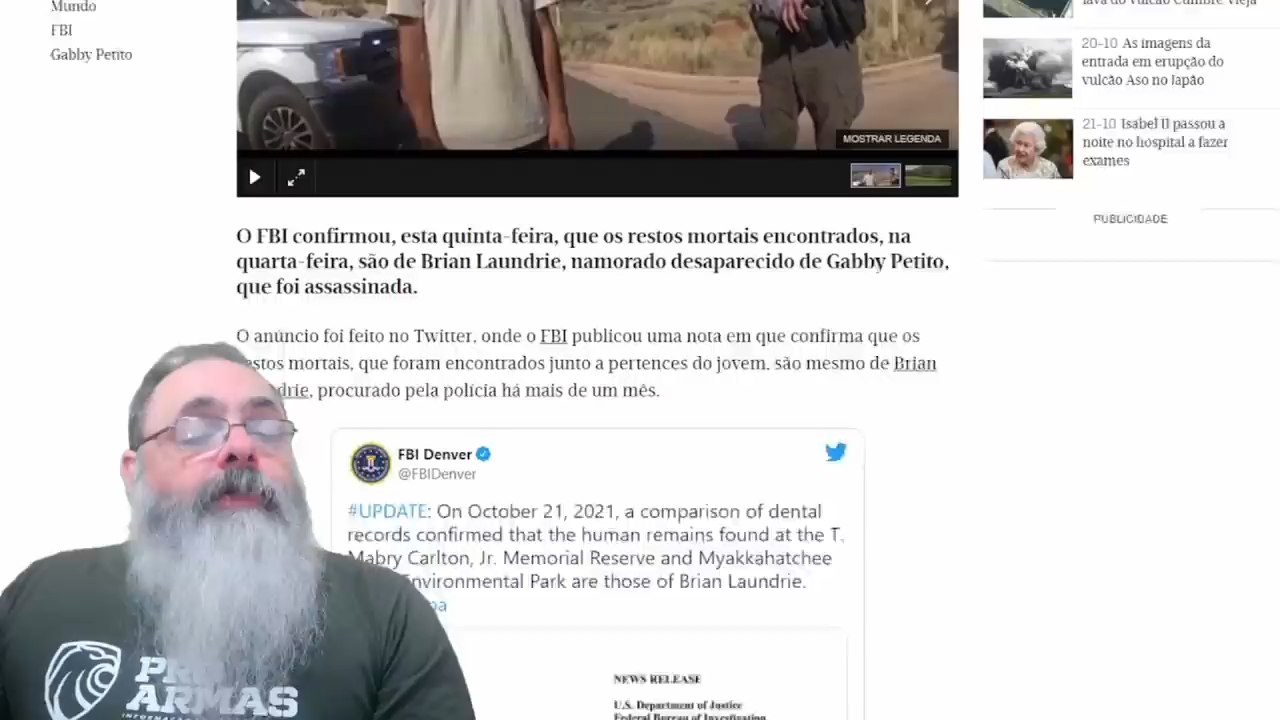 Mundo
FBI
Gabby Petito
MOSTRAR LEGENDA
lava do vulcão Cumbre Vieja
20-10 As imagens da
entrada em erupção do
vulcão Aso no Japão
21-10 Isabel II passou a
noite no hospital a fazer
exames
PUBLICIDADE
O FBI confirmou, esta quinta-feira, que os restos mortais encontrados, na
quarta-feira, são de Brian Laundrie, namorado desaparecido de Gabby Petito,
que foi assassinada.
O anúncio foi feito no Twitter, onde o FBI publicou uma nota em que confirma que os
estos mortais, que foram encontrados junto a pertences do jovem, são mesmo de Brian
drie, procurado pela polícia há mais de um mês.
FBI Denver
@FBIDenver
#UPDATE: On October 21, 2021, a comparison of dental
records confirmed that the human remains found at the T.
Mabry Carlton, Jr. Memorial Reserve and Myakkahatchee
Environmental Park are those of Brian Laundrie.
NEWS RELEASE
U.S. Department of Justice
Federal Bureau of Investigation
ARMAS